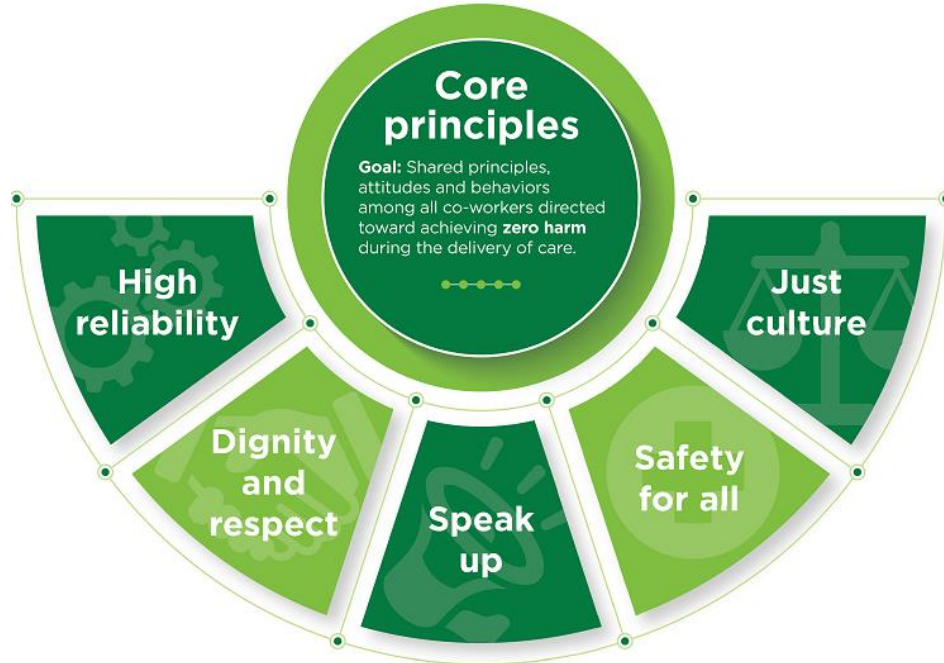 Core
principles
Goal: Shared principles,
attitudes and behaviors
among all co-workers directed
toward achieving zero harm
during the delivery of care.
High
reliability
Dignity
and
respect
Speak
up
Safety
for all
Just
culture